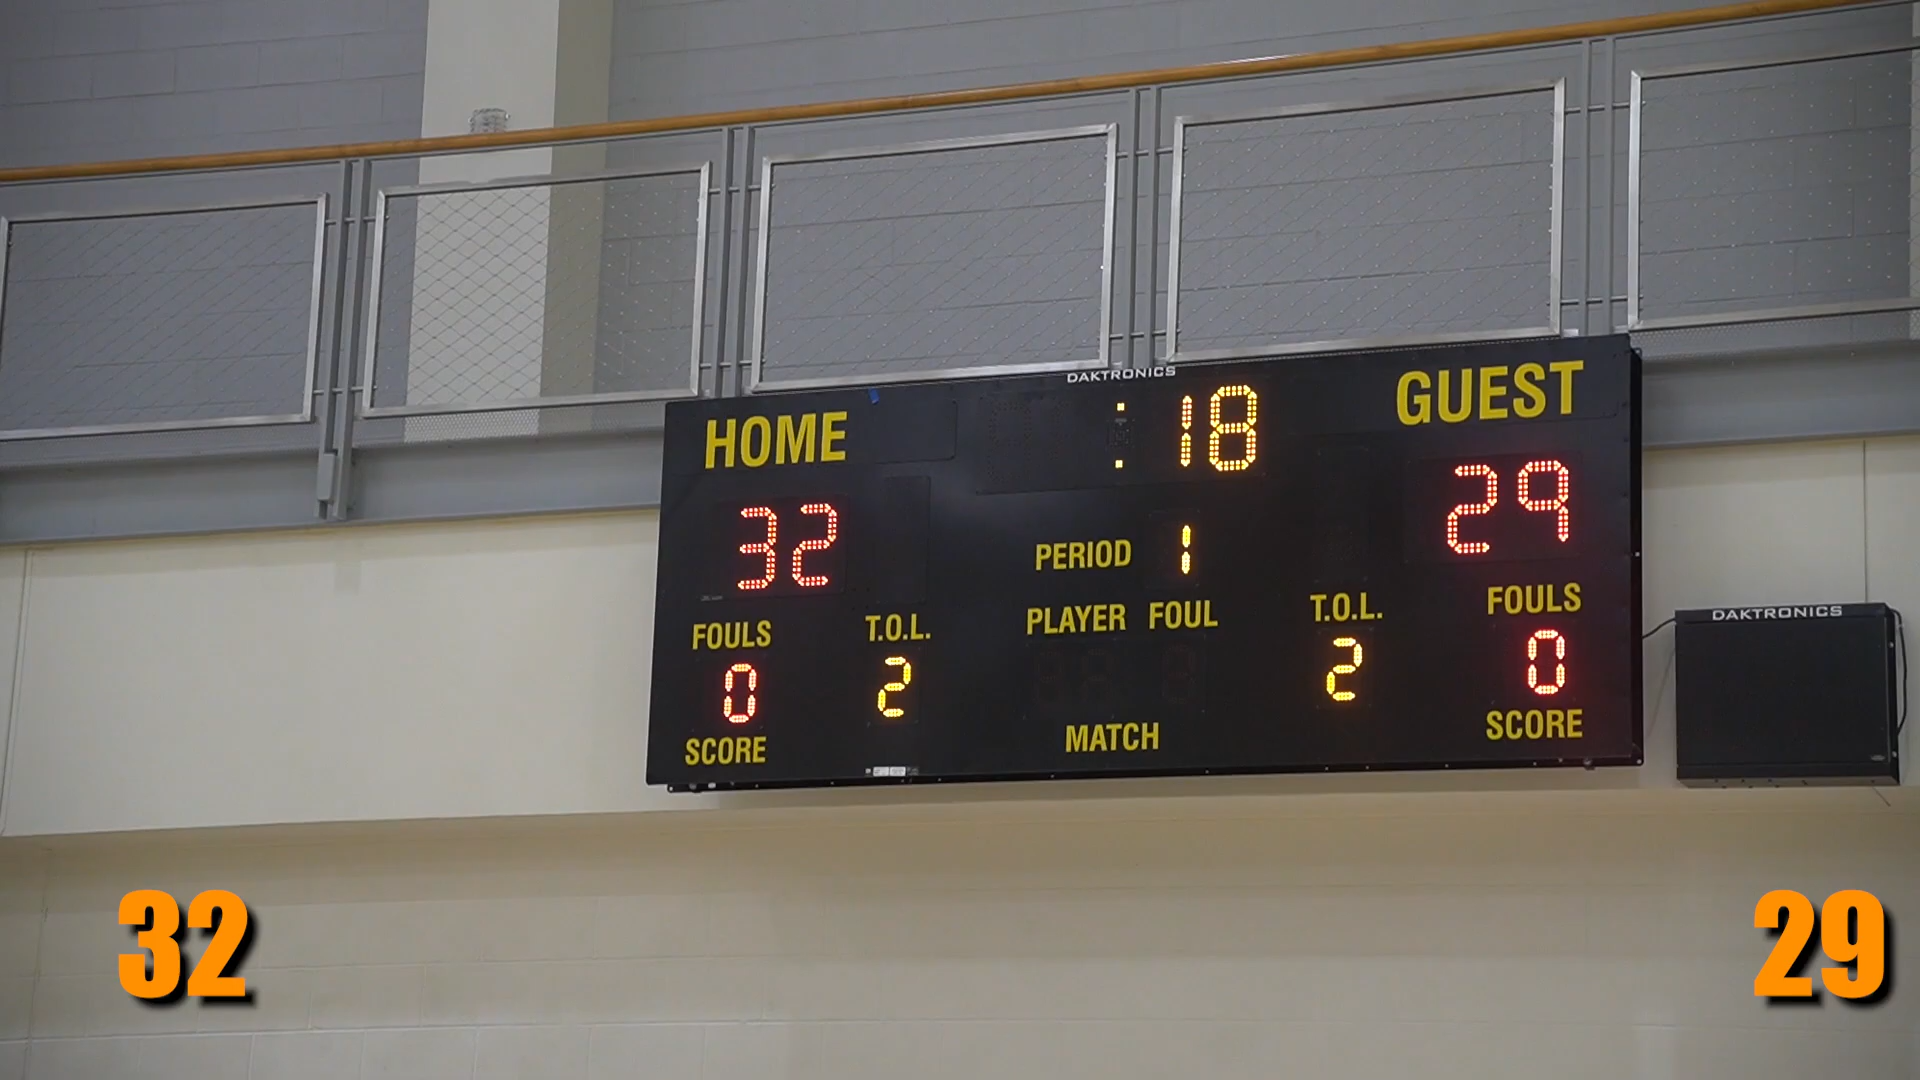 DAKTRONICS
HOME :18 GUEST
32 29
PERIOD 1
FOULS T.O.L. PLAYER FOUL T.O.L. FOULS
0 2 2 0
SCORE MATCH SCORE
DAKTRONICS
32 29